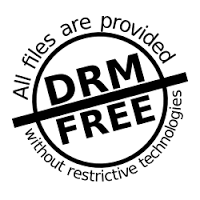 All files are provided
DRM
FREE
without restrictive technologies